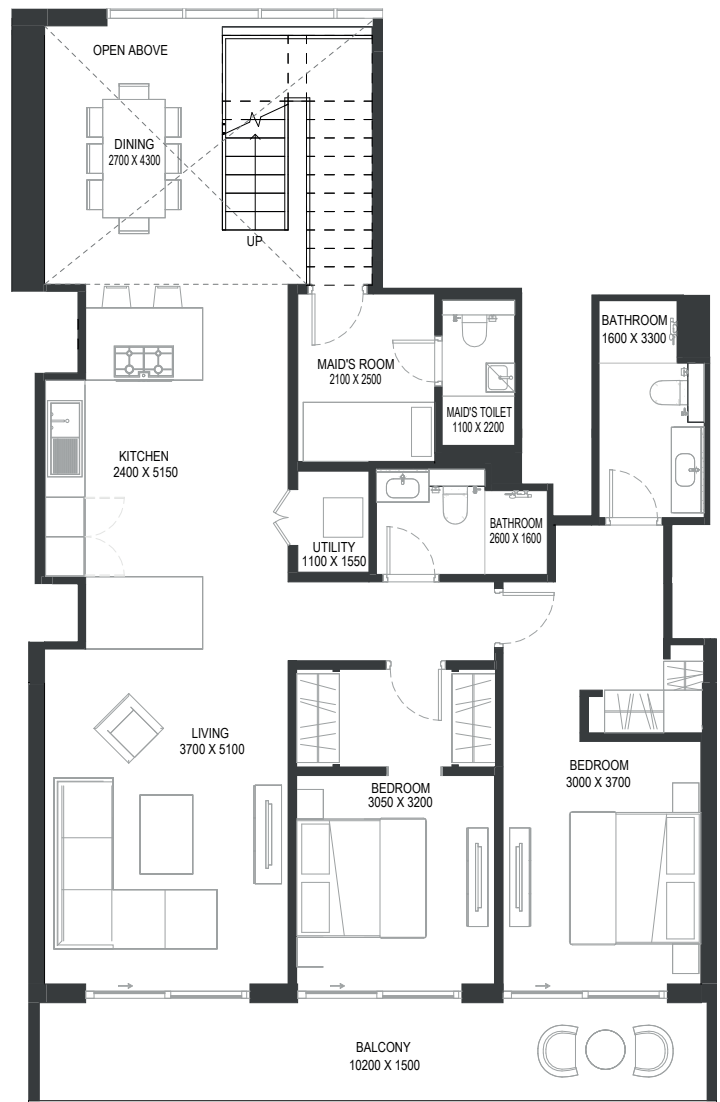 OPEN ABOVE
DINING
2700 X 4300
UP
BATHROOM
1600 X 3300
MAID'S ROOM
2100 X 2500
MAID'S TOILET
1100 X 2200
KITCHEN
2400 X 5150
BATHROOM
2600 X 1600
UTILITY
1100 X 1550
LIVING
3700 X 5100
BEDROOM
3050 X 3200
BEDROOM
3000 X 3700
BALCONY
10200 X 1500